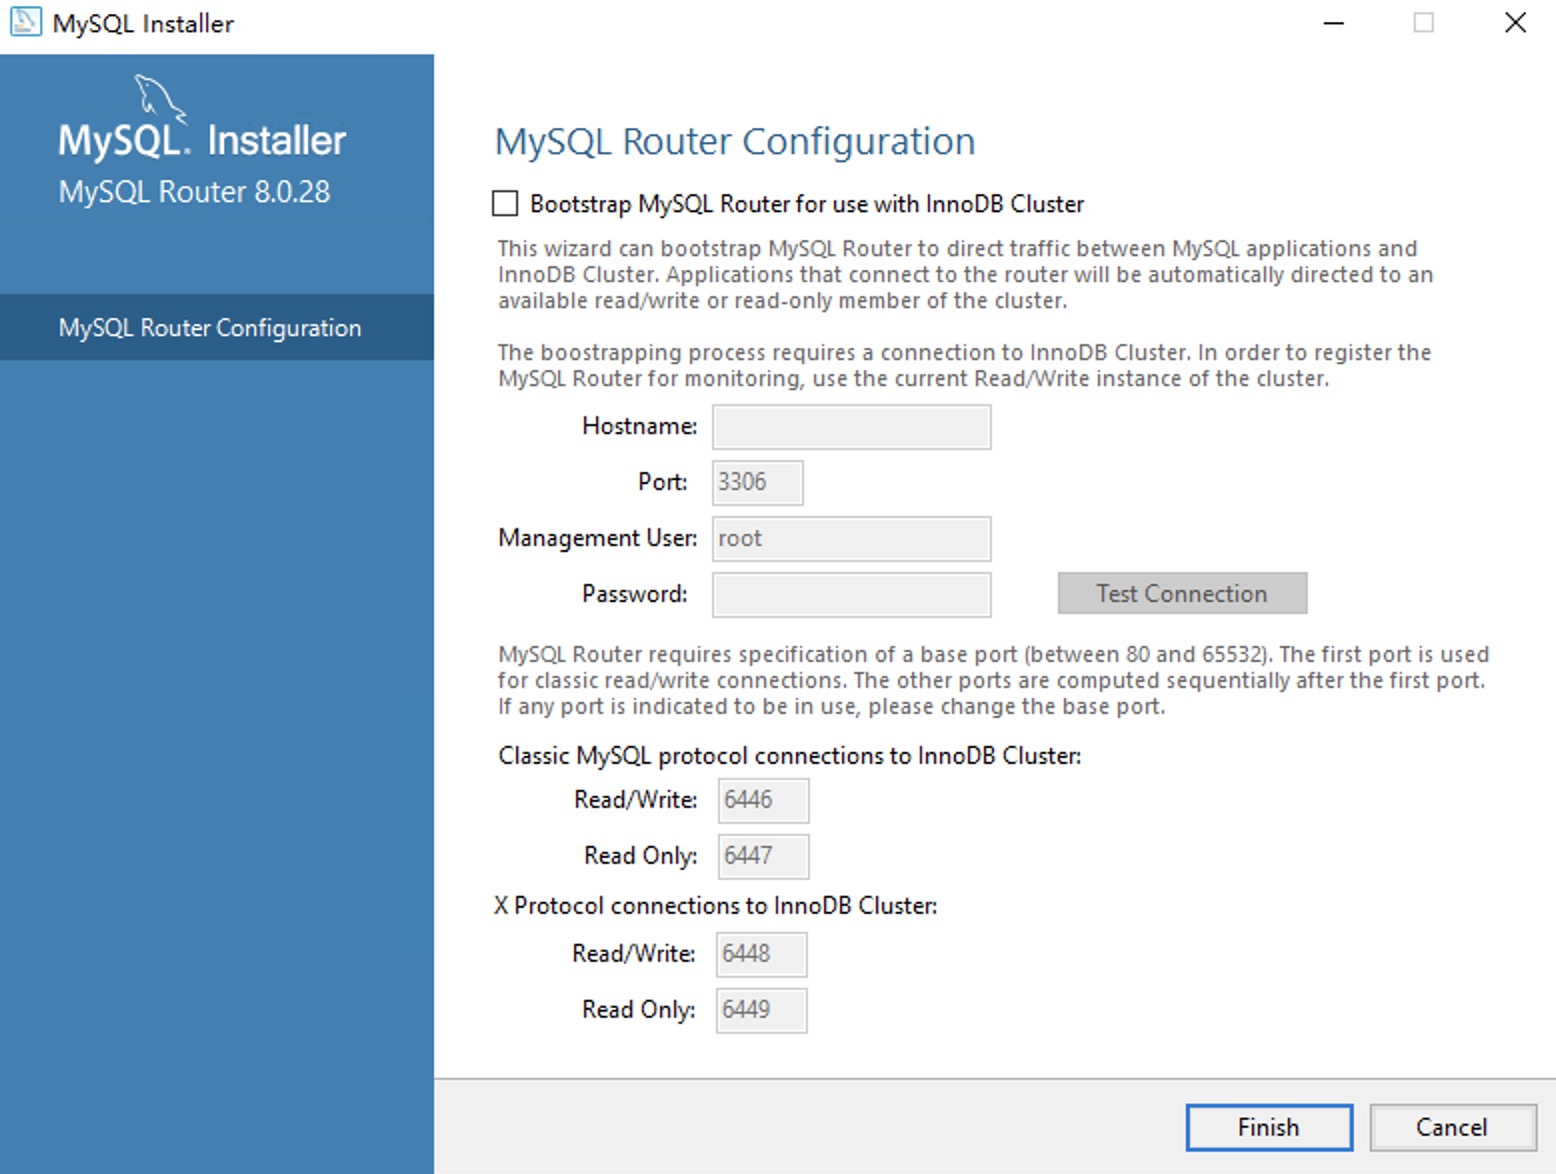 MySQL Installer
MySQL. Installer
MySQL Router 8.0.28
MySQL Router Configuration
MySQL Router Configuration
Bootstrap MySQL Router for use with InnoDB Cluster
This wizard can bootstrap MySQL Router to direct traffic between MySQL applications and
InnoDB Cluster. Applications that connect to the router will be automatically directed to an
available read/write or read-only member of the cluster.
The boostrapping process requires a connection to InnoDB Cluster. In order to register the
MySQL Router for monitoring, use the current Read/Write instance of the cluster.
Hostname:
Port: 3306
Management User: root
Password: Test Connection
MySQL Router requires specification of a base port (between 80 and 65532). The first port is used
for classic read/write connections. The other ports are computed sequentially after the first port.
If any port is indicated to be in use, please change the base port.
Classic MySQL protocol connections to InnoDB Cluster:
Read/Write: 6446
Read Only: 6447
X Protocol connections to InnoDB Cluster:
Read/Write: 6448
Read Only: 6449
Finish Cancel